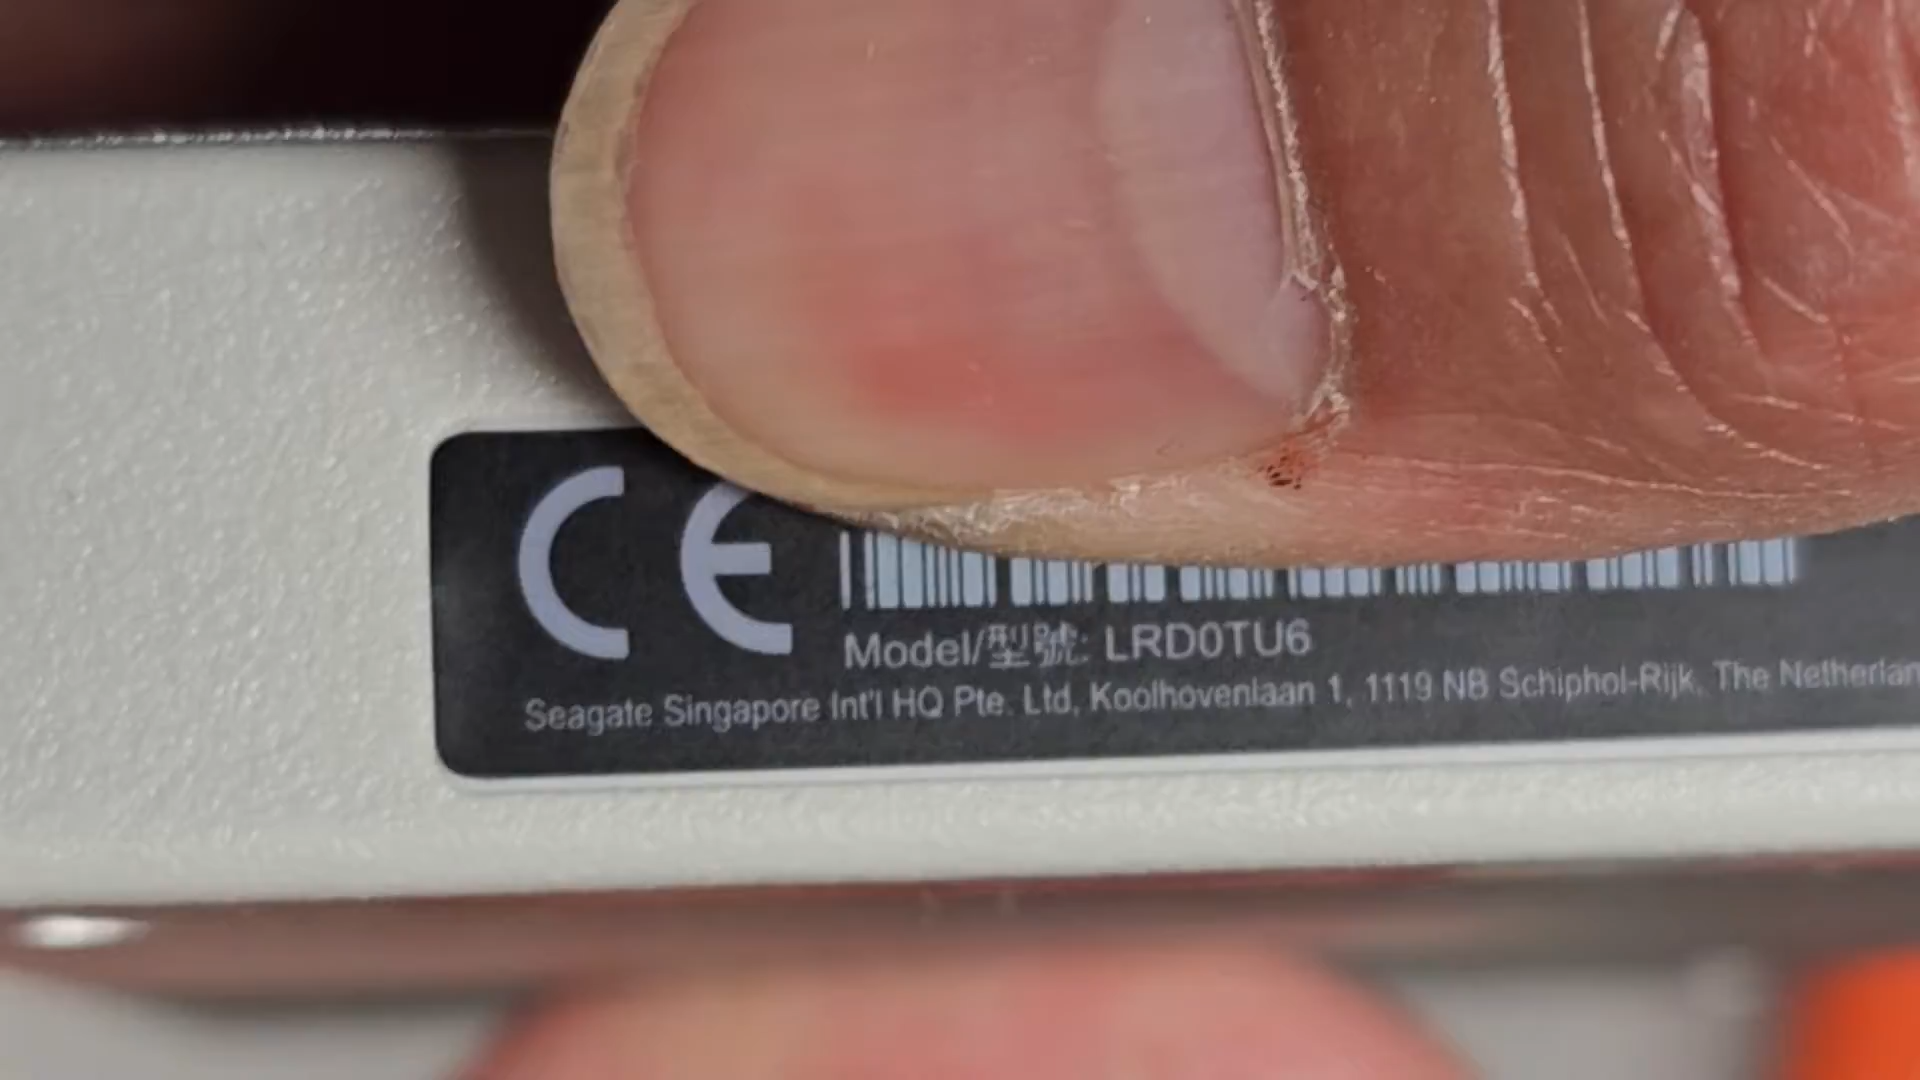 CE
Model/型號: LRD0TU6
Seagate Singapore Int'l HQ Pte. Ltd, Koolhovenlaan 1, 1119 NB Schiphol-Rijk, The Netherlan